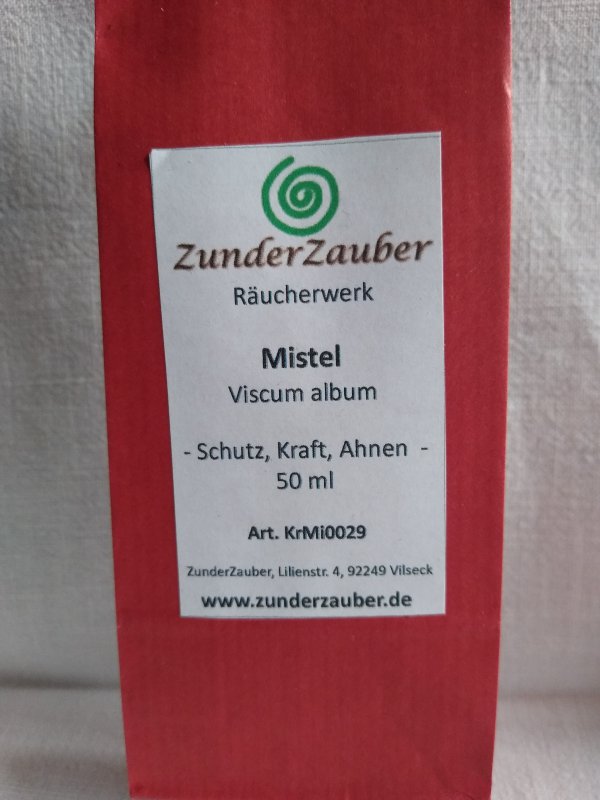 ZunderZauber
Räucherwerk
Mistel
Viscum album
- Schutz, Kraft, Ahnen -
50 ml
Art. KrMi0029
ZunderZauber, Lilienstr. 4, 92249 Vilseck
www.zunderzauber.de